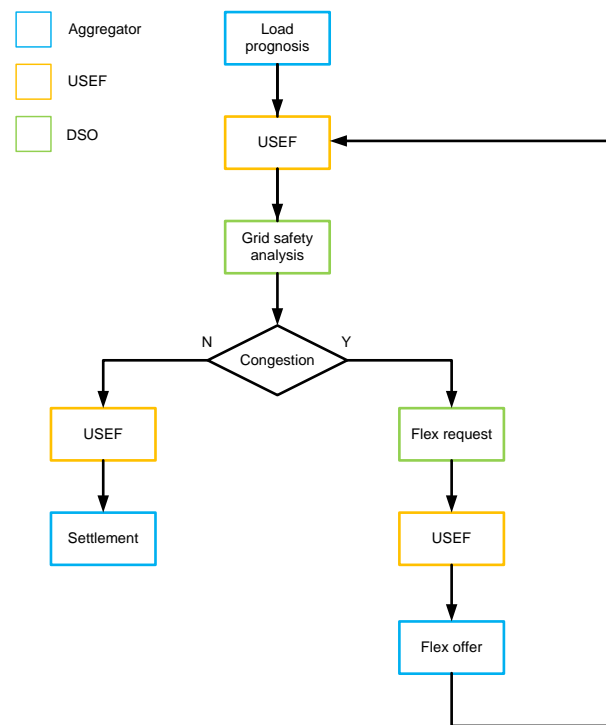 Aggregator
USEF
DSO
Load
prognosis
USEF
Grid safety
analysis
N
Y
Congestion
USEF
Flex request
Settlement
USEF
Flex offer